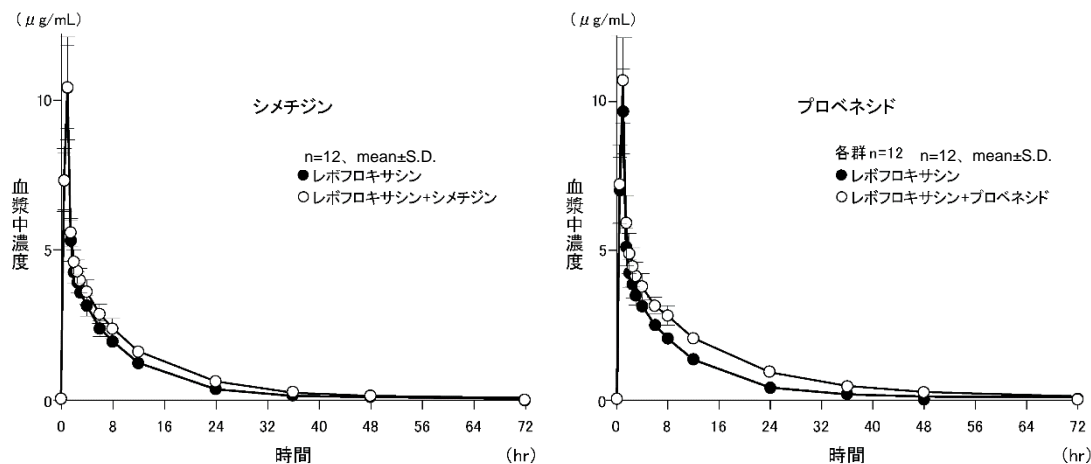 (μg/mL)
10
5
0
血漿中濃度
シメチジン
n=12、mean±S.D.
●レボフロキサシン
○レボフロキサシン+シメチジン
0 8 16 24 32 40 48 56 64 72
時間 (hr)
(μg/mL)
10
5
0
血漿中濃度
プロベネシド
各群n=12 n=12、mean±S.D.
●レボフロキサシン
○レボフロキサシン+プロベネシド
0 8 16 24 32 40 48 56 64 72
時間 (hr)